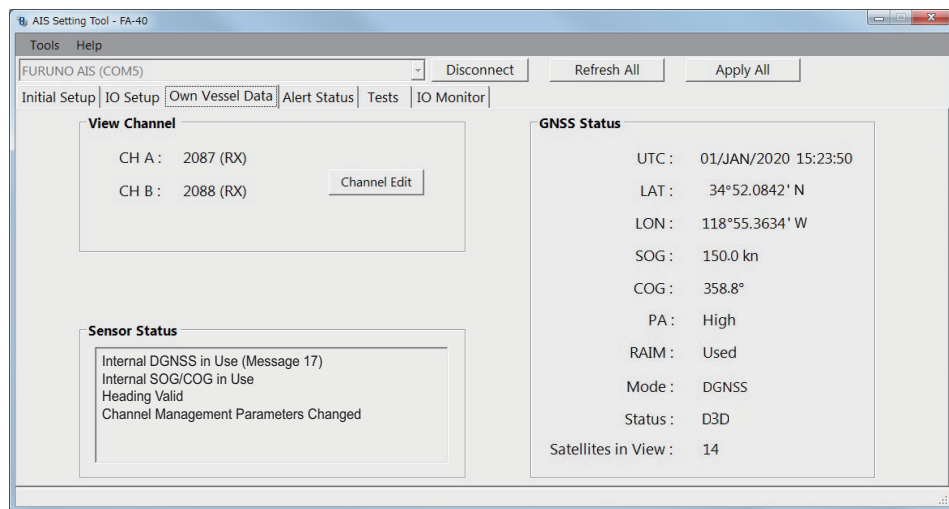 AIS Setting Tool - FA-40
Tools Help
FURUNO AIS (COM5) Disconnect Refresh All Apply All
Initial Setup IO Setup Own Vessel Data Alert Status Tests IO Monitor
View Channel
CH A : 2087 (RX)
CH B : 2088 (RX)
Channel Edit
Sensor Status
Internal DGNSS in Use (Message 17)
Internal SOG/COG in Use
Heading Valid
Channel Management Parameters Changed
GNSS Status
UTC : 01/JAN/2020 15:23:50
LAT : 34°52.0842' N
LON : 118°55.3634' W
SOG : 150.0 kn
COG : 358.8°
PA : High
RAIM : Used
Mode : DGNSS
Status : D3D
Satellites in View : 14